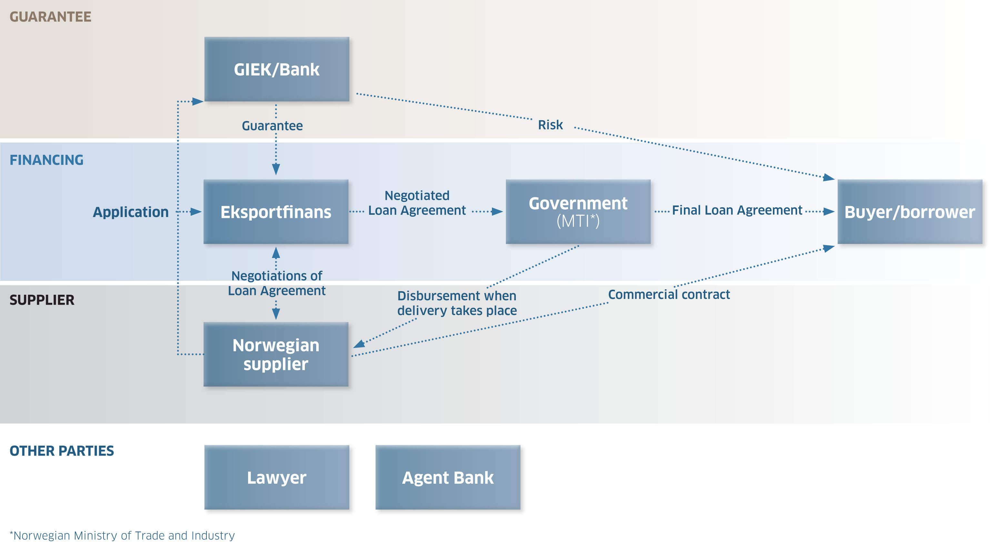 GUARANTEE
GIEK/Bank
Guarantee
Risk
FINANCING
Application
Eksportfinans
Negotiated
Loan Agreement
Government
(MTI*)
Final Loan Agreement
Buyer/borrower
Negotiations of
Loan Agreement
SUPPLIER
Disbursement when
delivery takes place
Commercial contract
Norwegian
supplier
OTHER PARTIES
Lawyer
Agent Bank
*Norwegian Ministry of Trade and Industry